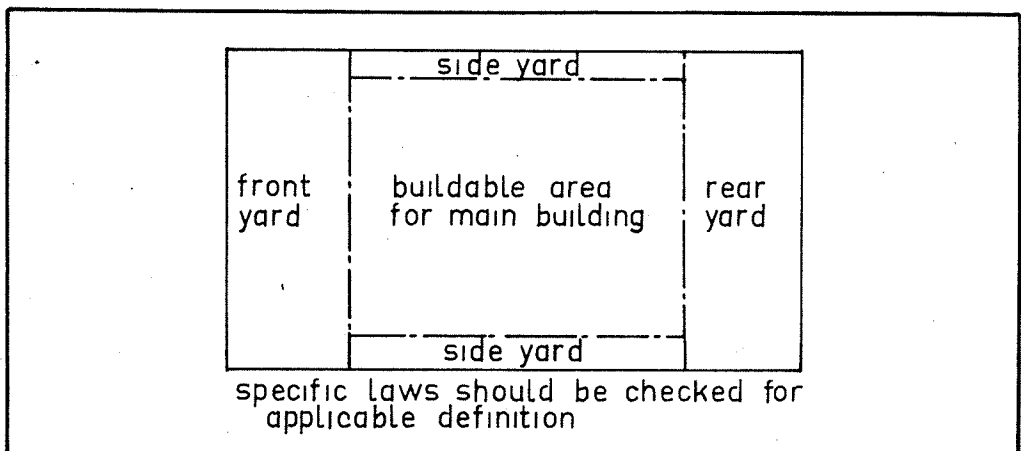 side yard
front
yard
buildable area
for main building
rear
yard
side yard
specific laws should be checked for
applicable definition